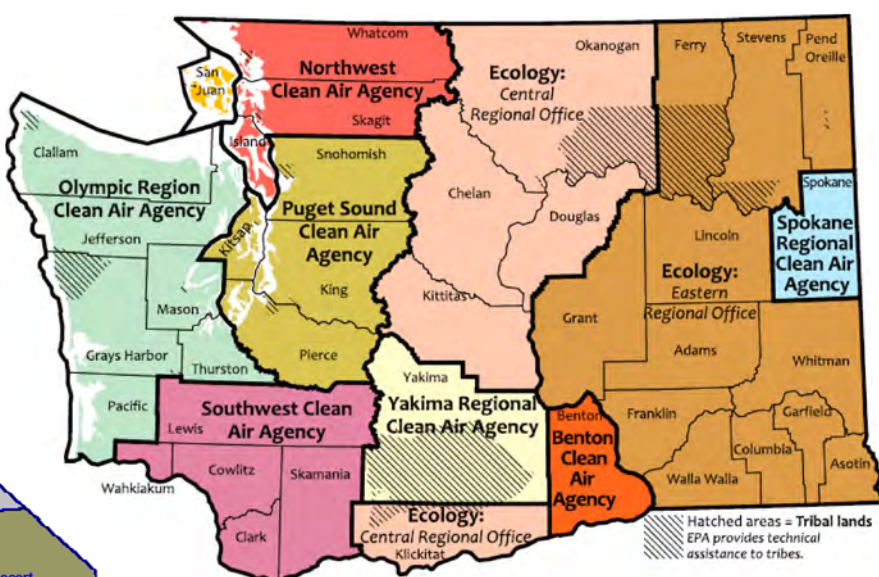 Whatcom
Northwest
Clean Air Agency
Skagit
San
Juan
Island
Okanogan
Ecology:
Central
Regional Office
Ferry
Stevens
Pend
Oreille
Clallam
Olympic Region
Clean Air Agency
Jefferson
Mason
Grays Harbor
Thurston
Pacific
Snohomish
Puget Sound
Clean Air
Agency
Kitsap
King
Pierce
Chelan
Douglas
Kittitas
Spokane
Spokane
Regional
Clean Air
Agency
Lincoln
Ecology:
Eastern
Regional Office
Grant
Adams
Whitman
Franklin
Garfield
Columbia
Walla Walla
Asotin
Yakima
Yakima Regional
Clean Air Agency
Benton
Benton
Clean
Air
Agency
Southwest Clean
Air Agency
Lewis
Wahkiakum
Cowlitz
Skamania
Clark
Ecology:
Central Regional Office
Klickitat
Hatched areas = Tribal lands
EPA provides technical
assistance to tribes.